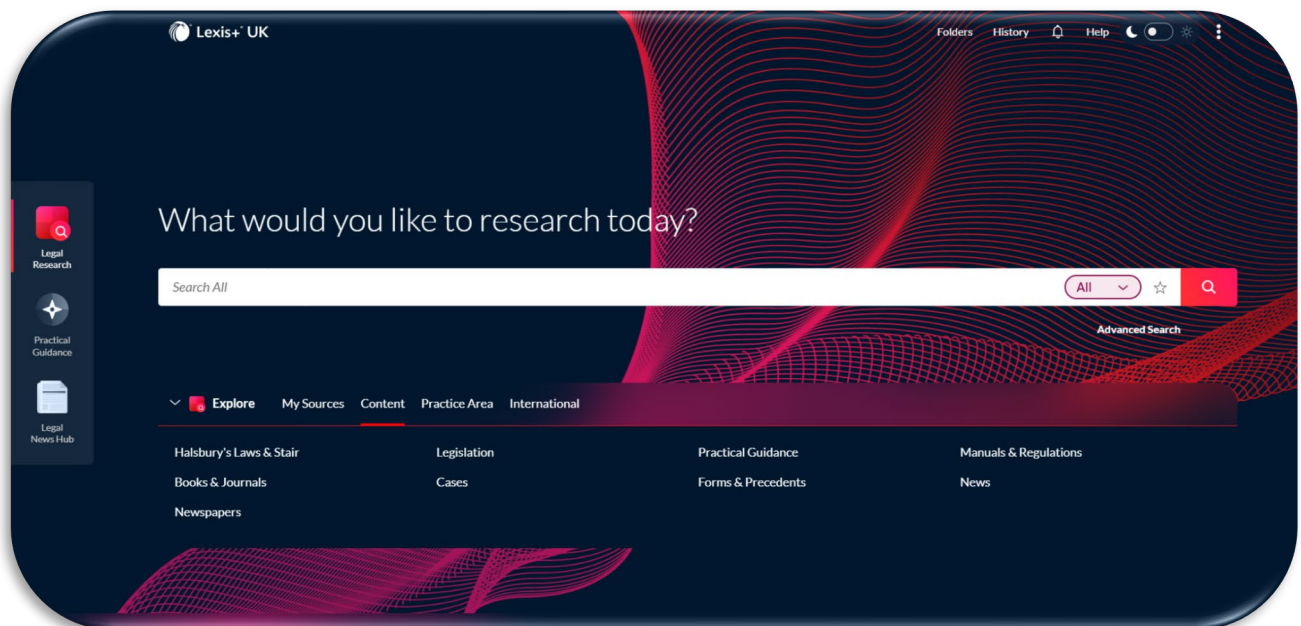 Lexis+® UK
Folders History Help
What would you like to research today?
Legal
Research
Search All
All
Advanced Search
Practical
Guidance
Legal
News Hub
Explore My Sources Content Practice Area International
Halsbury's Laws & Stair Legislation Practical Guidance Manuals & Regulations
Books & Journals Cases Forms & Precedents News
Newspapers